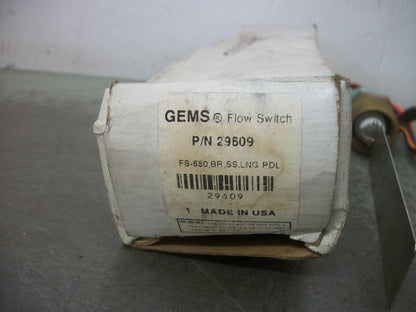 GEMS® Flow Switch
P/N 29609
FS-550,BR,SS,LNG PDL
29609
1 MADE IN USA